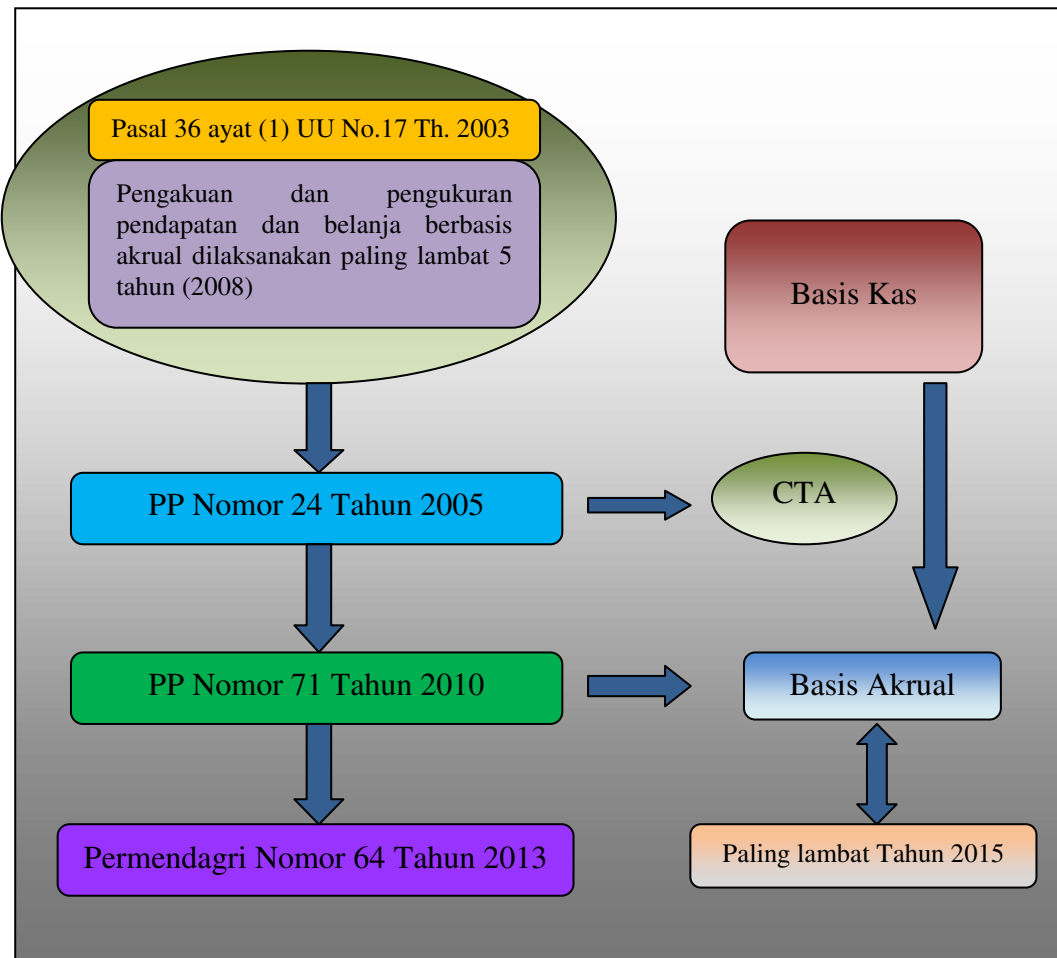 Pasal 36 ayat (1) UU No.17 Th. 2003
Pengakuan dan pengukuran
pendapatan dan belanja berbasis
akrual dilaksanakan paling lambat 5
tahun (2008)
Basis Kas
PP Nomor 24 Tahun 2005
CTA
PP Nomor 71 Tahun 2010
Basis Akrual
Permendagri Nomor 64 Tahun 2013
Paling lambat Tahun 2015